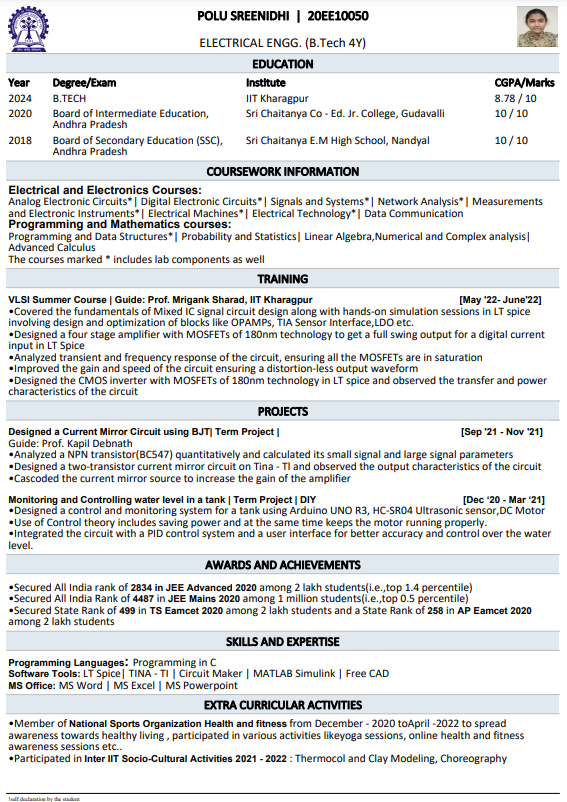 POLU SREENIDHI | 20EE10050
ELECTRICAL ENGG. (B.Tech 4Y)
EDUCATION
Year Degree/Exam Institute CGPA/Marks
2024 B.TECH IIT Kharagpur 8.78 / 10
2020 Board of Intermediate Education, Sri Chaitanya Co - Ed. Jr. College, Gudavalli 10 / 10
Andhra Pradesh
2018 Board of Secondary Education (SSC), Sri Chaitanya E.M High School, Nandyal 10 / 10
Andhra Pradesh
COURSEWORK INFORMATION
Electrical and Electronics Courses:
Analog Electronic Circuits*| Digital Electronic Circuits*| Signals and Systems*| Network Analysis*| Measurements
and Electronic Instruments*| Electrical Machines*| Electrical Technology*| Data Communication
Programming and Mathematics courses:
Programming and Data Structures*| Probability and Statistics| Linear Algebra,Numerical and Complex analysis|
Advanced Calculus
The courses marked * includes lab components as well
TRAINING
VLSI Summer Course | Guide: Prof. Mrigank Sharad, IIT Kharagpur [May '22- June'22]
•Covered the fundamentals of Mixed IC signal circuit design along with hands-on simulation sessions in LT spice
involving design and optimization of blocks like OPAMPs, TIA Sensor Interface,LDO etc.
•Designed a four stage amplifier with MOSFETs of 180nm technology to get a full swing output for a digital current
input in LT Spice
•Analyzed transient and frequency response of the circuit, ensuring all the MOSFETs are in saturation
•Improved the gain and speed of the circuit ensuring a distortion-less output waveform
•Designed the CMOS inverter with MOSFETs of 180nm technology in LT spice and observed the transfer and power
characteristics of the circuit
PROJECTS
Designed a Current Mirror Circuit using BJT| Term Project | [Sep '21 - Nov '21]
Guide: Prof. Kapil Debnath
•Analyzed a NPN transistor(BC547) quantitatively and calculated its small signal and large signal parameters
•Designed a two-transistor current mirror circuit on Tina - Tl and observed the output characteristics of the circuit
•Cascoded the current mirror source to increase the gain of the amplifier
Monitoring and Controlling water level in a tank | Term Project | DIY [Dec ‘20 - Mar ‘21]
•Designed a control and monitoring system for a tank using Arduino UNO R3, HC-SR04 Ultrasonic sensor,DC Motor
•Use of Control theory includes saving power and at the same time keeps the motor running properly.
•Integrated the circuit with a PID control system and a user interface for better accuracy and control over the water
level.
AWARDS AND ACHIEVEMENTS
•Secured All India rank of 2834 in JEE Advanced 2020 among 2 lakh students(i.e.,top 1.4 percentile)
•Secured All India Rank of 4487 in JEE Mains 2020 among 1 million students(i.e.,top 0.5 percentile)
•Secured State Rank of 499 in TS Eamcet 2020 among 2 lakh students and a State Rank of 258 in AP Eamcet 2020
among 2 lakh students
SKILLS AND EXPERTISE
Programming Languages: Programming in C
Software Tools: LT Spice| TINA - TI | Circuit Maker | MATLAB Simulink | Free CAD
MS Office: MS Word | MS Excel | MS Powerpoint
EXTRA CURRICULAR ACTIVITIES
•Member of National Sports Organization Health and fitness from December - 2020 toApril -2022 to spread
awareness towards healthy living , participated in various activities likeyoga sessions, online health and fitness
awareness sessions etc..
•Participated in Inter IIT Socio-Cultural Activities 2021 - 2022 : Thermocol and Clay Modeling, Choreography
!self declaration by the student